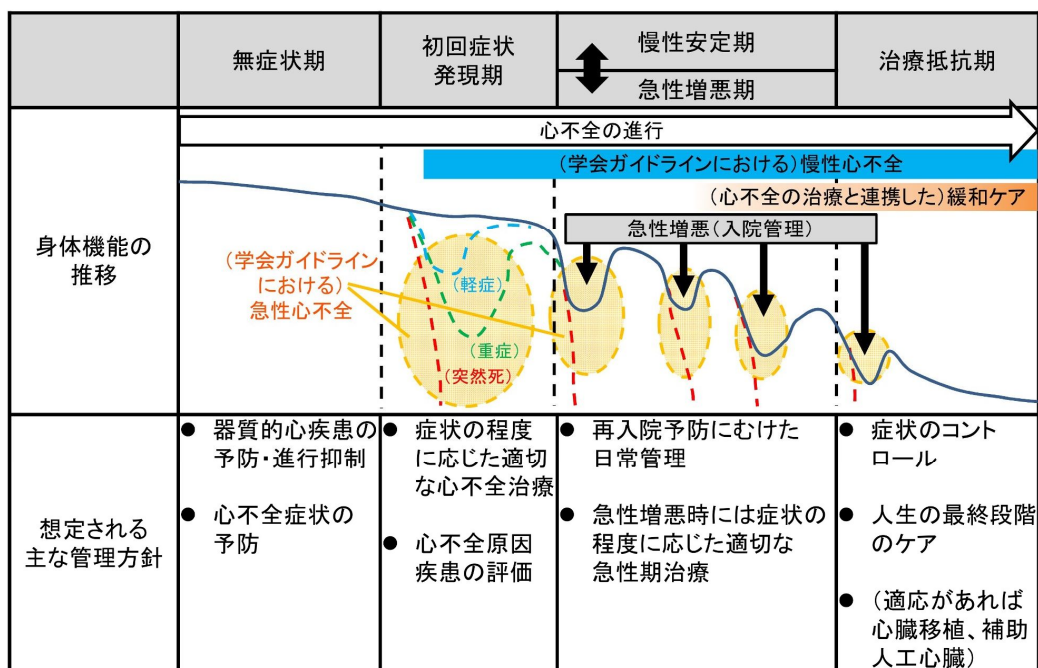 無症状期
初回症状
発現期
慢性安定期
急性増悪期
治療抵抗期
身体機能の
推移
心不全の進行
(学会ガイドラインにおける)慢性心不全
(心不全の治療と連携した)緩和ケア
急性増悪(入院管理)
(学会ガイドライン
における)
急性心不全
(軽症)
(重症)
(突然死)
想定される
主な管理方針
● 器質的心疾患の
予防・進行抑制
● 心不全症状の
予防
● 症状の程度
に応じた適切
な心不全治療
● 心不全原因
疾患の評価
● 再入院予防にむけた
日常管理
● 急性増悪時には症状の
程度に応じた適切な
急性期治療
● 症状のコント
ロール
● 人生の最終段階
のケア
● (適応があれば
心臓移植、補助
人工心臓)